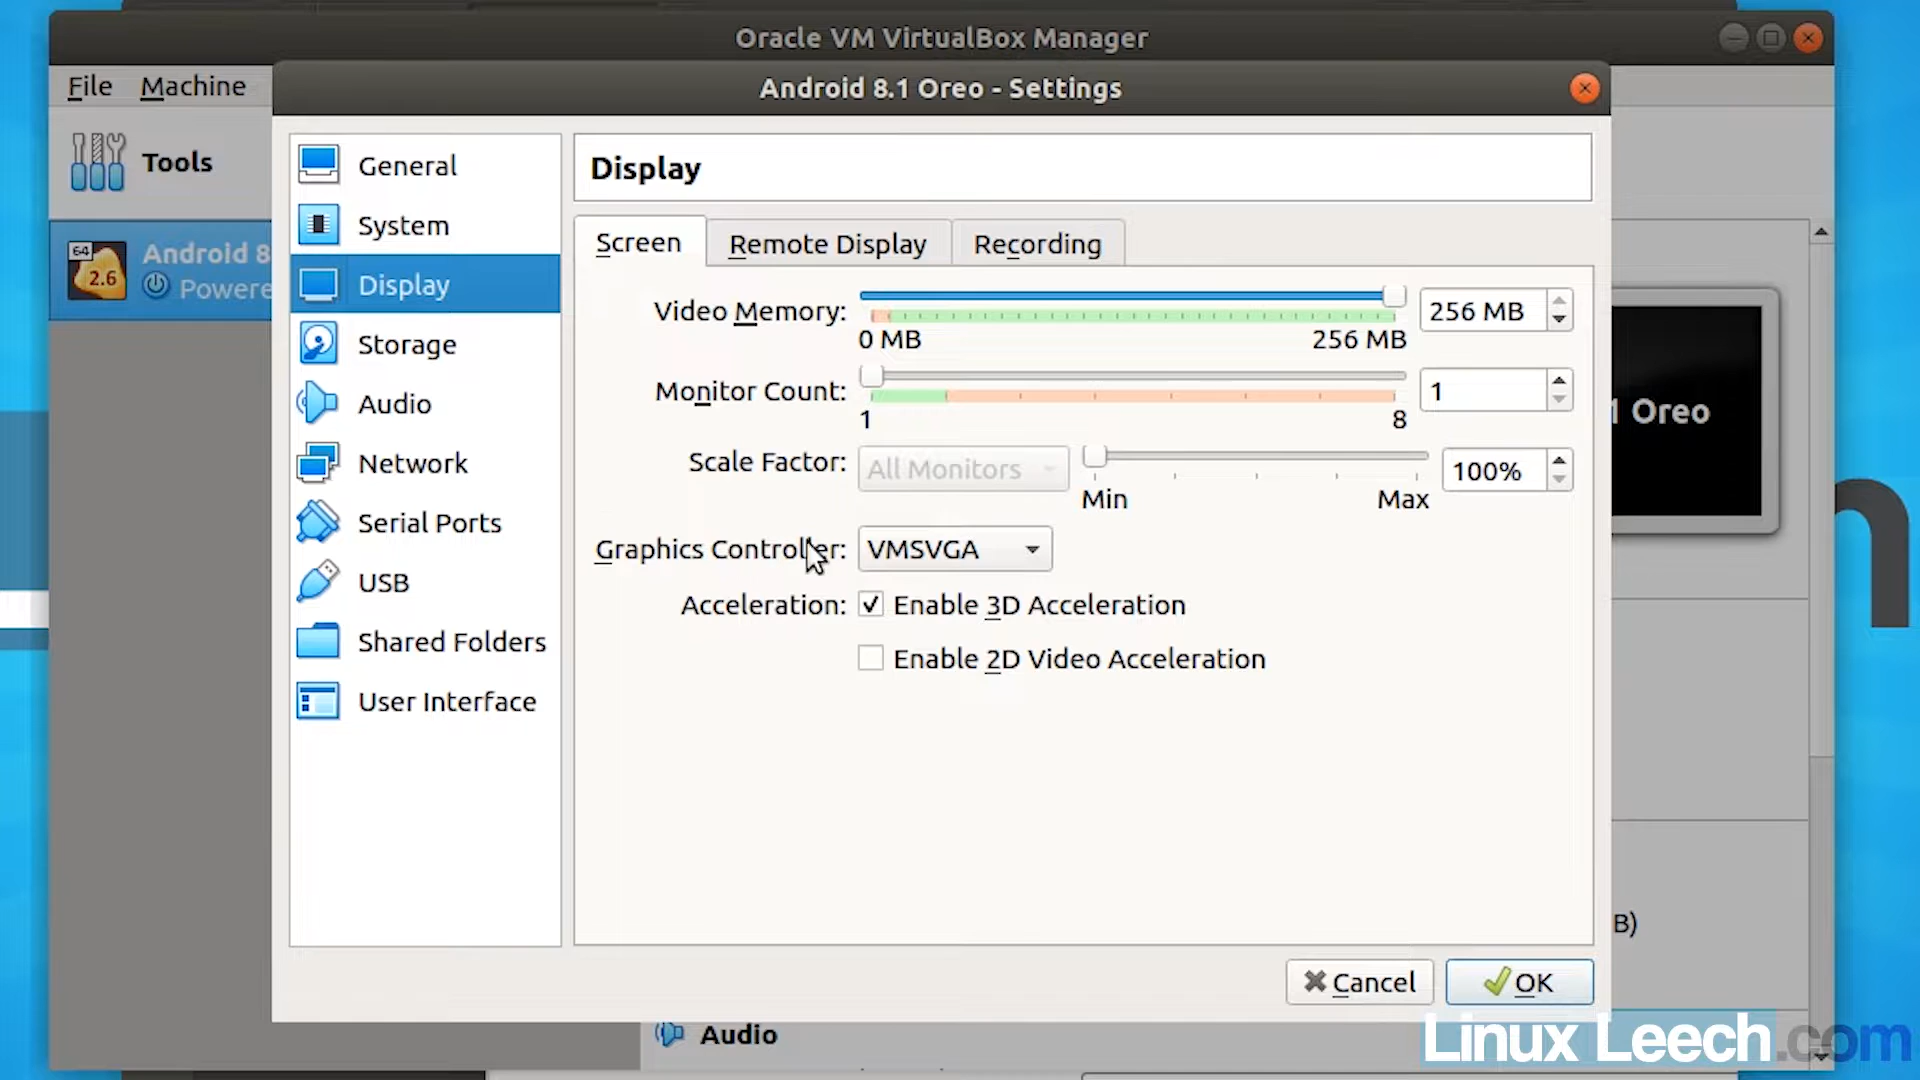 Oracle VM VirtualBox Manager
File Machine
Android 8.1 Oreo - Settings
Tools
64
2.6
Android 8
Powere
General
System
Display
Storage
Audio
Network
Serial Ports
USB
Shared Folders
User Interface
Display
Screen Remote Display Recording
Video Memory: 256 MB
0 MB 256 MB
Monitor Count: 1
1 8
Scale Factor: All Monitors 100%
Min Max
Graphics Controller: VMSVGA
Acceleration: Enable 3D Acceleration
Enable 2D Video Acceleration
1 Oreo
B)
Cancel OK
Audio
Linux Leech.com